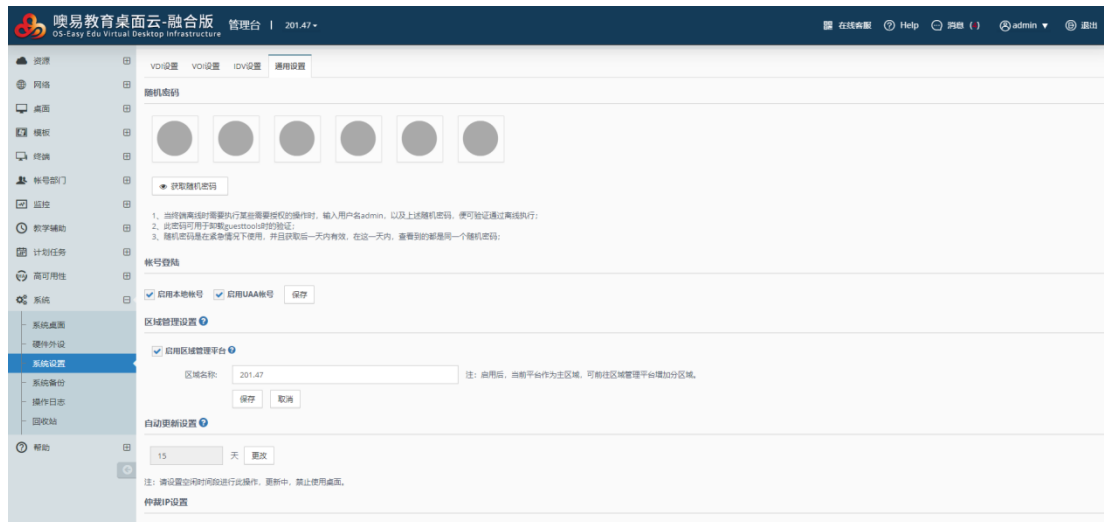 噢易教育桌面云-融合版 管理台 | 201.47
OS-Easy Edu Virtual Desktop Infrastructure
在线客服 Help 消息 ( ) admin 退出
资源
网络
桌面
模板
终端
帐号部门
监控
教学辅助
计划任务
高可用性
系统
系统桌面
硬件外设
系统设置
系统备份
操作日志
回收站
帮助
VDI设置 VOI设置 IDV设置 通用设置
随机密码
获取随机密码
1、当终端离线时需要执行某些需要授权的操作时，输入用户名admin，以及上述随机密码，便可验证通过离线执行；
2、此密码可用于卸载guesttools时的验证；
3、随机密码是在紧急情况下使用，并且获取后一天内有效，在这一天内，查看到的都是同一个随机密码；
帐号登陆
启用本地帐号 启用UAA帐号 保存
区域管理设置
启用区域管理平台
区域名称: 201.47 注：启用后，当前平台作为主区域，可前往区域管理平台增加分区域。
保存 取消
自动更新设置
15 天 更改
注：请设置空闲时间段进行此操作，更新中，禁止使用桌面。
仲裁IP设置